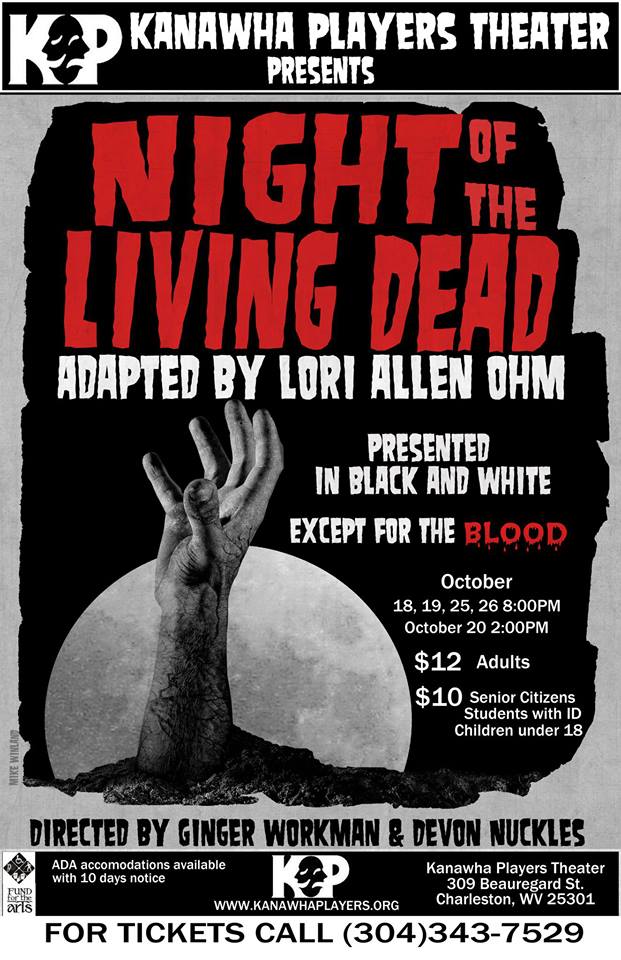 KP KANAWHA PLAYERS THEATER
PRESENTS
NIGHT OF
THE
LIVING DEAD
ADAPTED BY LORI ALLEN OHM
PRESENTED
IN BLACK AND WHITE
EXCEPT FOR THE BLOOD
October
18, 19, 25, 26 8:00PM
October 20 2:00PM
$12 Adults
$10 Senior Citizens
Students with ID
Children under 18
MIKE WINLAND
DIRECTED BY GINGER WORKMAN & DEVON NUCKLES
FUND
for the
arts
ADA accomodations available
with 10 days notice
KP
WWW.KANAWHAPLAYERS.ORG
Kanawha Players Theater
309 Beauregard St.
Charleston, WV 25301
FOR TICKETS CALL (304)343-7529